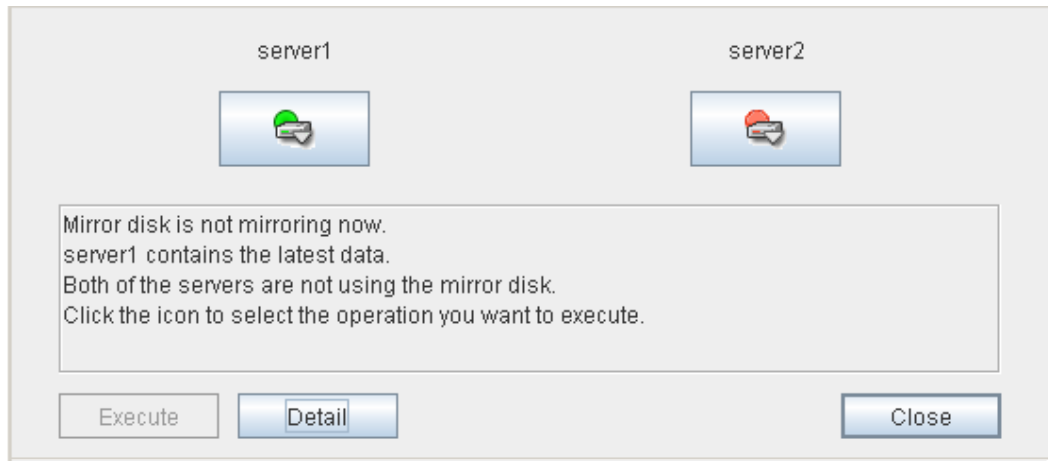 server1 server2
Mirror disk is not mirroring now.
server1 contains the latest data.
Both of the servers are not using the mirror disk.
Click the icon to select the operation you want to execute.
Execute Detail Close